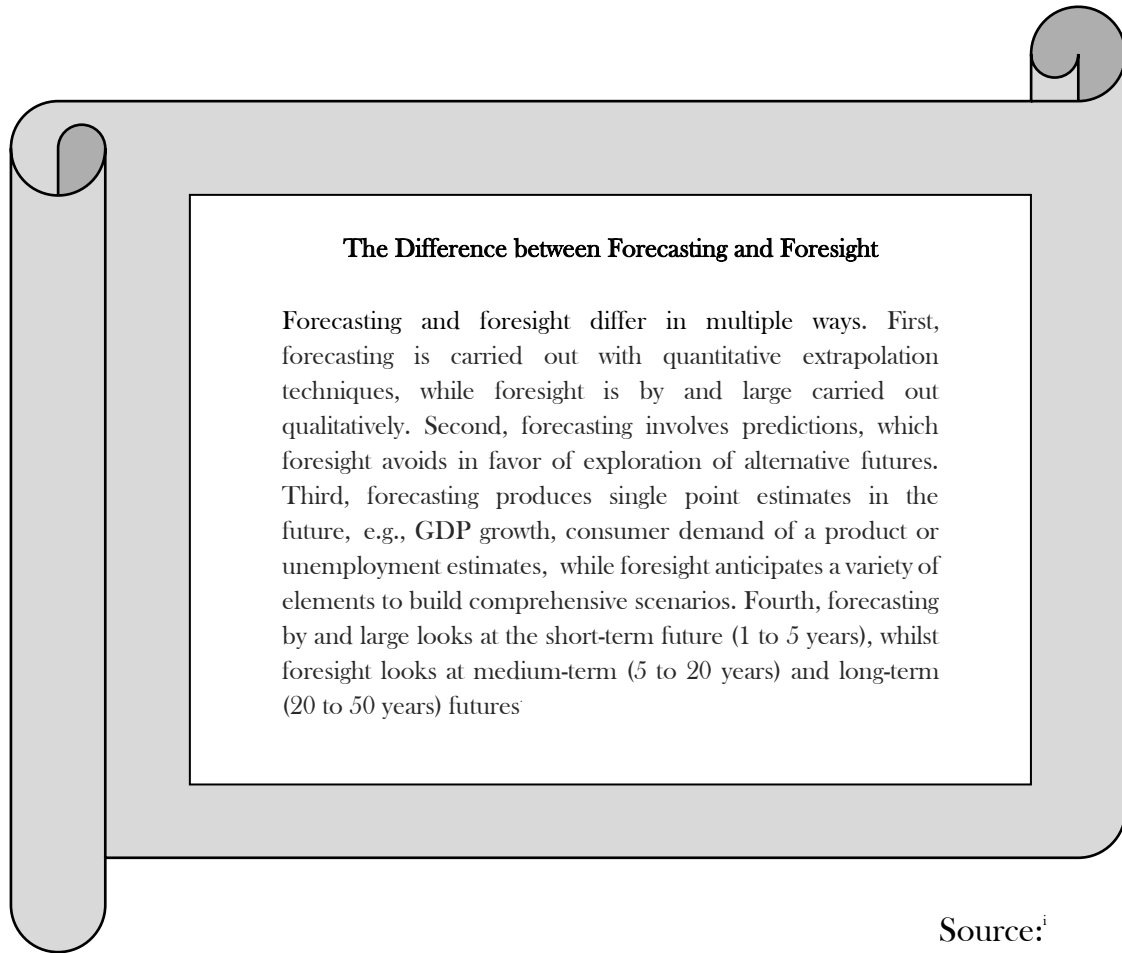 The Difference between Forecasting and Foresight
Forecasting and foresight differ in multiple ways. First,
forecasting is carried out with quantitative extrapolation
techniques, while foresight is by and large carried out
qualitatively. Second, forecasting involves predictions, which
foresight avoids in favor of exploration of alternative futures.
Third, forecasting produces single point estimates in the
future, e.g., GDP growth, consumer demand of a product or
unemployment estimates, while foresight anticipates a variety of
elements to build comprehensive scenarios. Fourth, forecasting
by and large looks at the short-term future (1 to 5 years), whilst
foresight looks at medium-term (5 to 20 years) and long-term
(20 to 50 years) futures.
Source:i